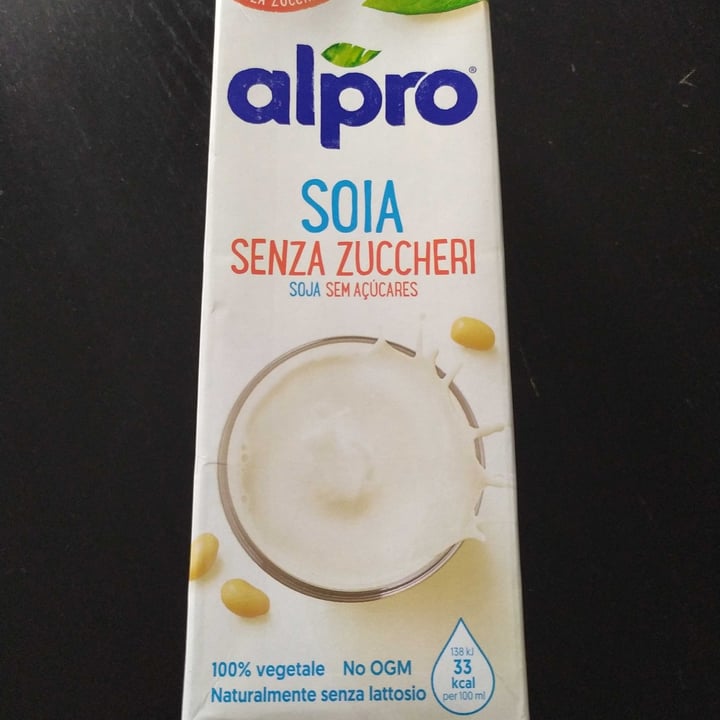 alpro®
SOIA
SENZA ZUCCHERI
SOJA SEM AÇÚCARES
138 kJ
33
kcal
per 100 ml
100% vegetale No OGM
Naturalmente senza lattosio